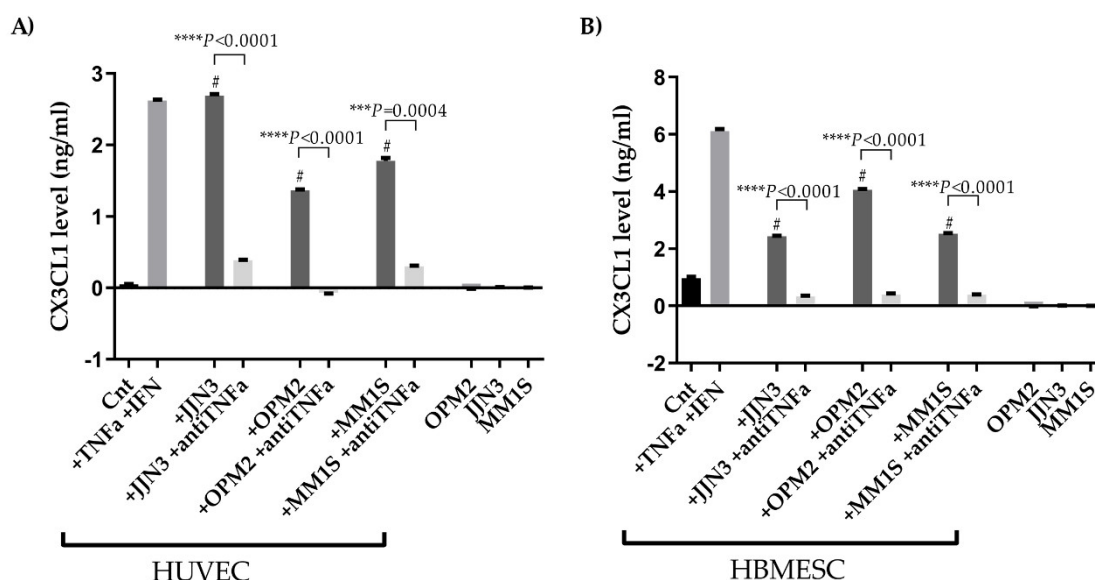 A)
CX3CL1 level (ng/ml)
3
2
1
0
-1
****P<0.0001
#
****P<0.0001
#
***P=0.0004
#
Cnt
+TNFa +IFN
+JJN3
+JJN3 +antiTNFa
+OPM2
+OPM2 +antiTNFa
+MM1S
+MM1S +antiTNFa
OPM2
JJN3
MM1S
HUVEC
B)
CX3CL1 level (ng/ml)
8
6
4
2
0
-2
****P<0.0001
#
****P<0.0001
#
****P<0.0001
#
Cnt
+TNFa +IFN
+JJN3
+JJN3 +antiTNFa
+OPM2
+OPM2 +antiTNFa
+MM1S
+MM1S +antiTNFa
OPM2
JJN3
MM1S
HBMESC